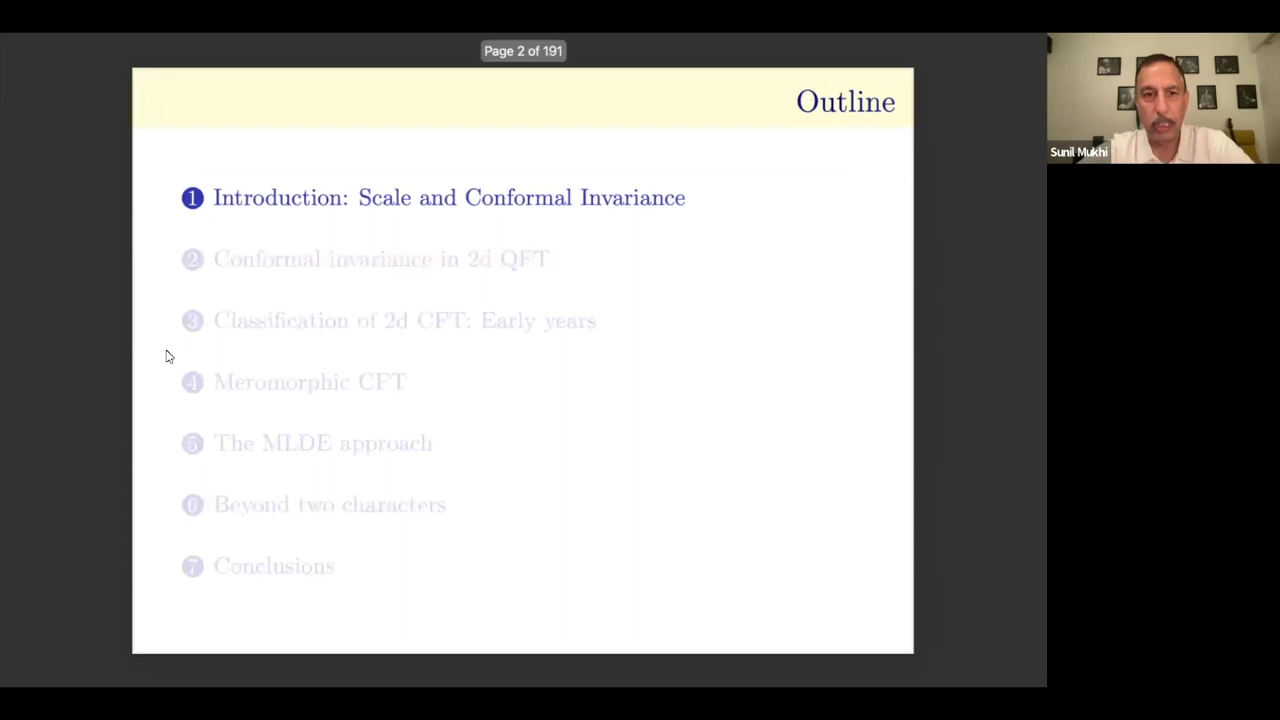 Page 2 of 191
Outline
1 Introduction: Scale and Conformal Invariance
2 Conformal invariance in 2d QFT
3 Classification of 2d CFT: Early years
4 Meromorphic CFT
5 The MLDE approach
6 Beyond two characters
7 Conclusions
Sunil Mukhi